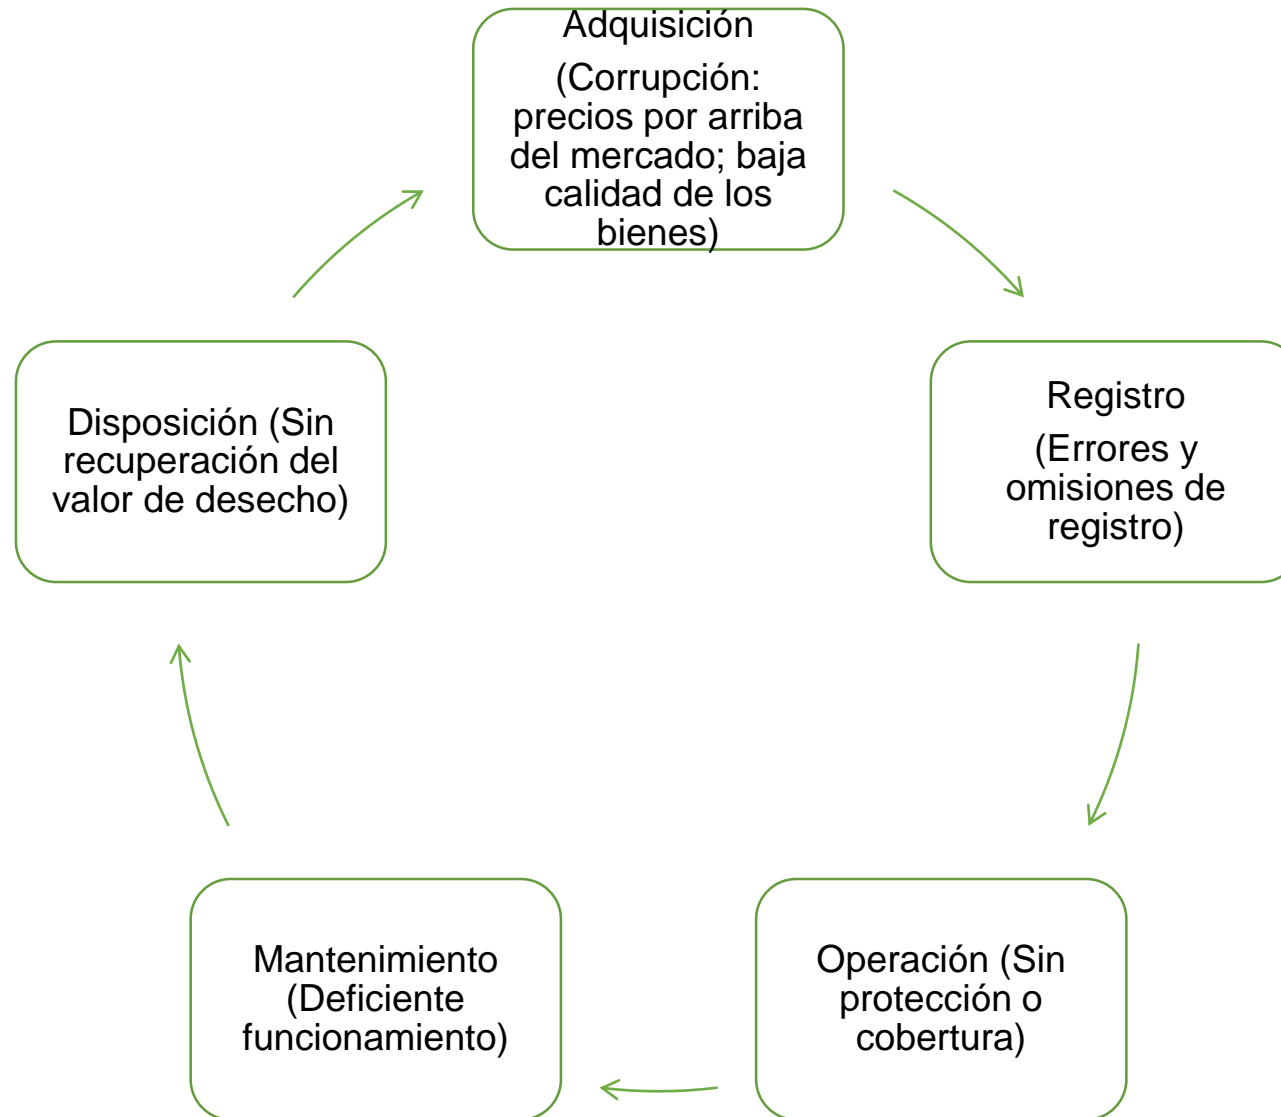 Adquisición
(Corrupción:
precios por arriba
del mercado; baja
calidad de los
bienes)
Registro
(Errores y
omisiones de
registro)
Operación (Sin
protección o
cobertura)
Mantenimiento
(Deficiente
funcionamiento)
Disposición (Sin
recuperación del
valor de desecho)